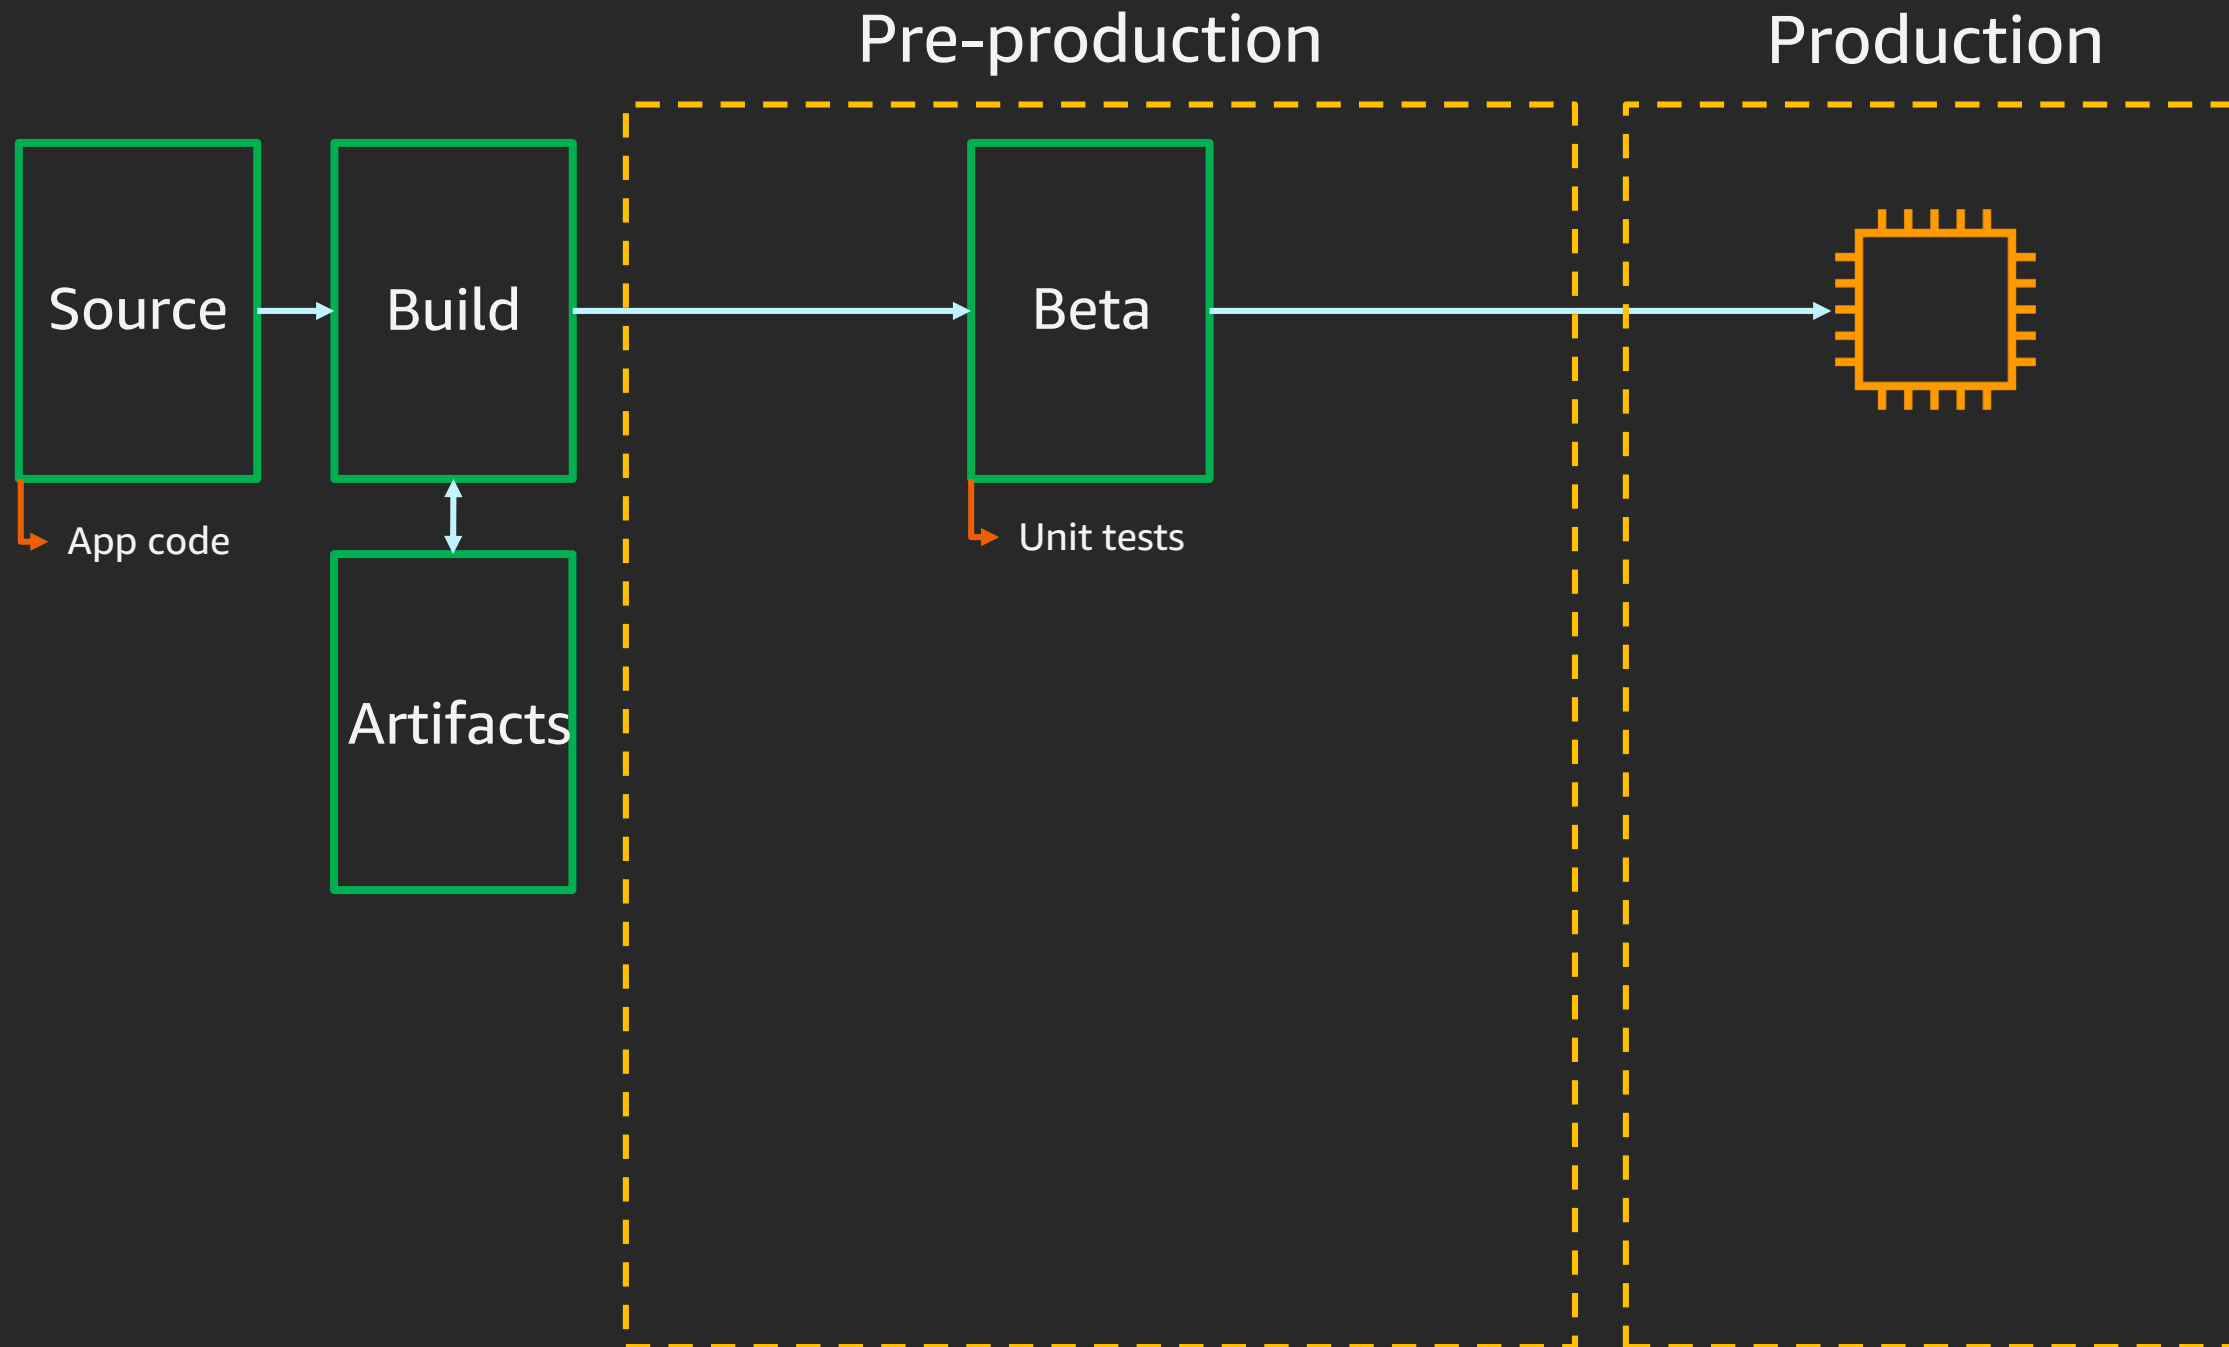 Pre-production
Production
Source
Build
Beta
App code
Unit tests
Artifacts